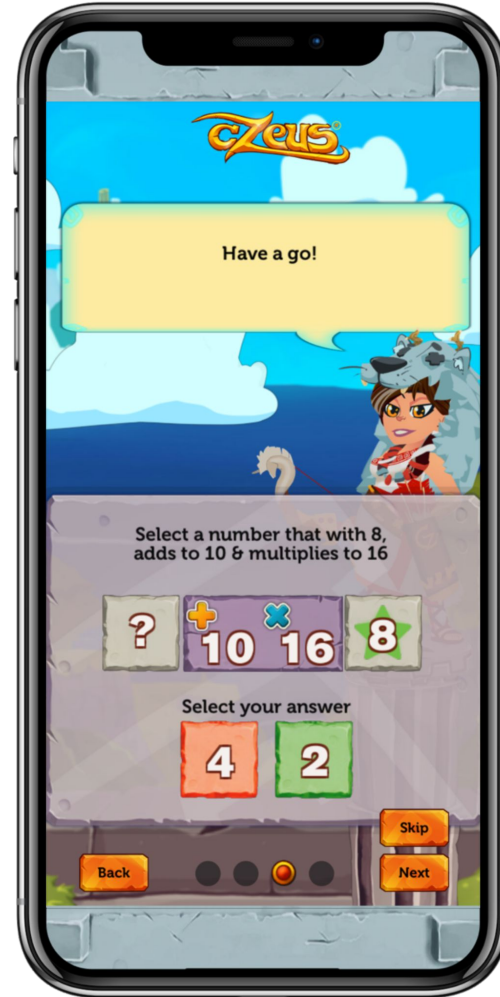 cZeus
Have a go!
Select a number that with 8,
adds to 10 & multiplies to 16
? + 10 × 16 8
Select your answer
4 2
Skip
Back Next